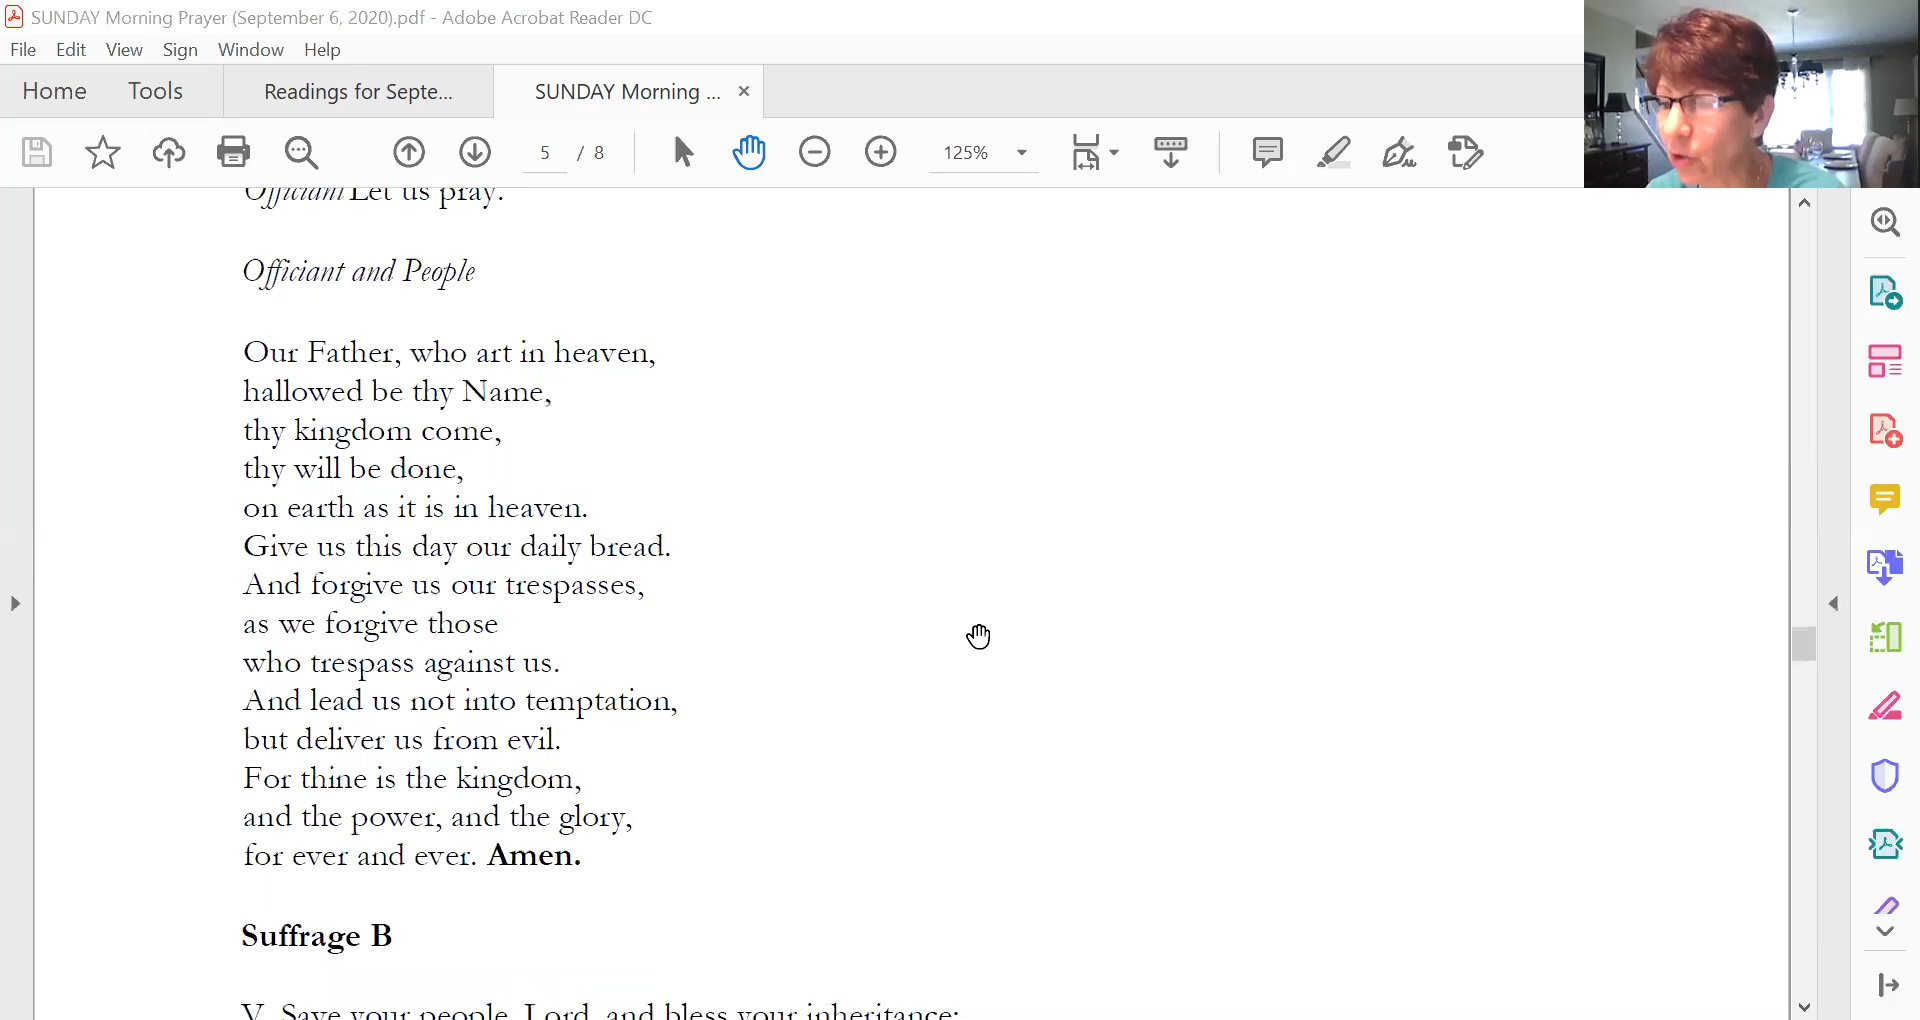 SUNDAY Morning Prayer (September 6, 2020).pdf - Adobe Acrobat Reader DC
File Edit View Sign Window Help
Home Tools Readings for Septe... SUNDAY Morning ... ×
5 / 8 125%
Officiant Let us pray.
Officiant and People
Our Father, who art in heaven,
hallowed be thy Name,
thy kingdom come,
thy will be done,
on earth as it is in heaven.
Give us this day our daily bread.
And forgive us our trespasses,
as we forgive those
who trespass against us.
And lead us not into temptation,
but deliver us from evil.
For thine is the kingdom,
and the power, and the glory,
for ever and ever. Amen.
Suffrage B
V. Save your people, Lord, and bless your inheritance;